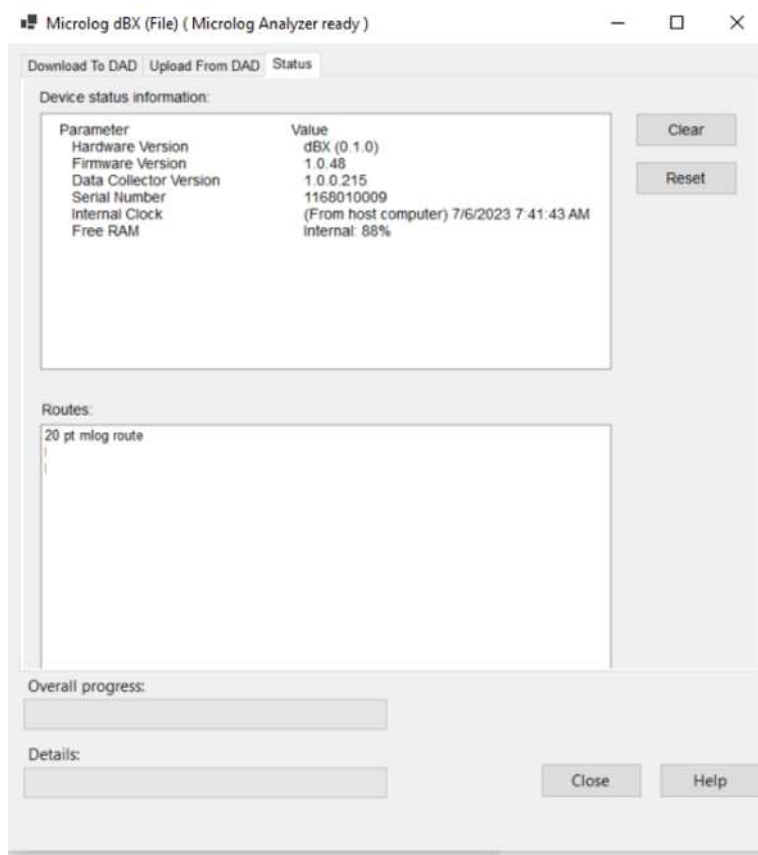 Microlog dBX (File) ( Microlog Analyzer ready )
Download To DAD Upload From DAD Status
Device status information:
Clear
Reset
Parameter Value
Hardware Version dBX (0.1.0)
Firmware Version 1.0.48
Data Collector Version 1.0.0.215
Serial Number 1168010009
Internal Clock (From host computer) 7/6/2023 7:41:43 AM
Free RAM Internal: 88%
Routes:
20 pt mlog route
Overall progress:
Details:
Close Help